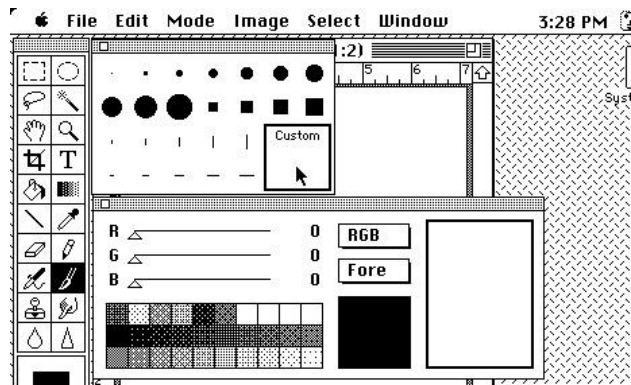 File Edit Mode Image Select Window 3:28 PM
:2)
5 6 7
Syst
Custom
T
R 0 RGB
G 0
B 0 Fore